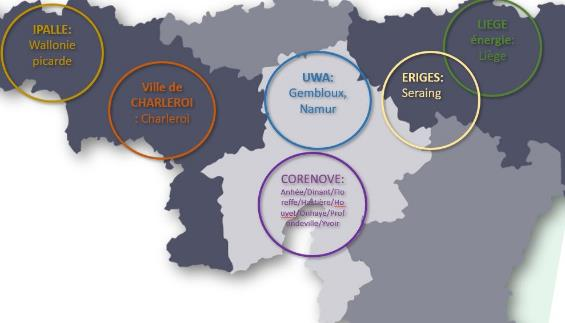 IPALLE:
Wallonie
picarde
Ville de
CHARLEROI
: Charleroi
UWA:
Gembloux,
Namur
ERIGES:
Seraing
LIEGE
énergie:
Liège
CORENOVE:
Anhée/Dinant/Flo
reffe/Hastière/Ho
uyet/Onhaye/Prof
ondeville/Yvoir